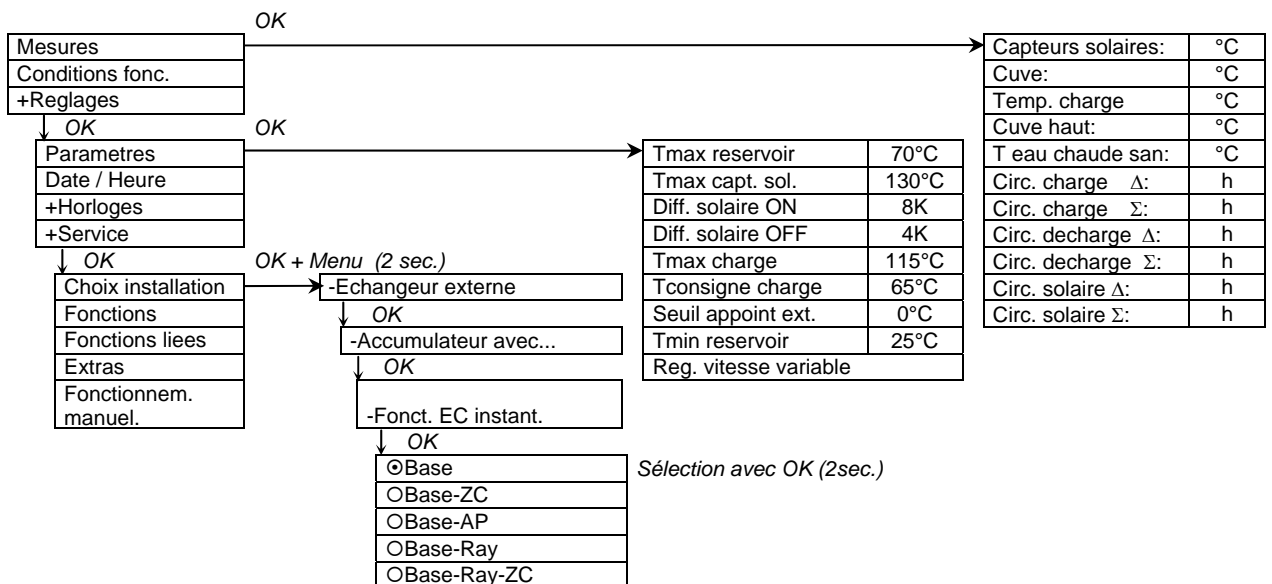 OK
Mesures
Conditions fonc.
+Reglages
Capteurs solaires: °C
Cuve: °C
Temp. charge °C
Cuve haut: °C
T eau chaude san: °C
Circ. charge Δ: h
Circ. charge Σ: h
Circ. decharge Δ: h
Circ. decharge Σ: h
Circ. solaire Δ: h
Circ. solaire Σ: h
OK
OK
Parametres
Date / Heure
+Horloges
+Service
Tmax reservoir 70°C
Tmax capt. sol. 130°C
Diff. solaire ON 8K
Diff. solaire OFF 4K
Tmax charge 115°C
Tconsigne charge 65°C
Seuil appoint ext. 0°C
Tmin reservoir 25°C
Reg. vitesse variable
OK
OK + Menu (2 sec.)
Choix installation
Fonctions
Fonctions liees
Extras
Fonctionnem.
manuel.
-Echangeur externe
OK
-Accumulateur avec...
OK
-Fonct. EC instant.
OK
⊙Base
○Base-ZC
○Base-AP
○Base-Ray
○Base-Ray-ZC
Sélection avec OK (2sec.)